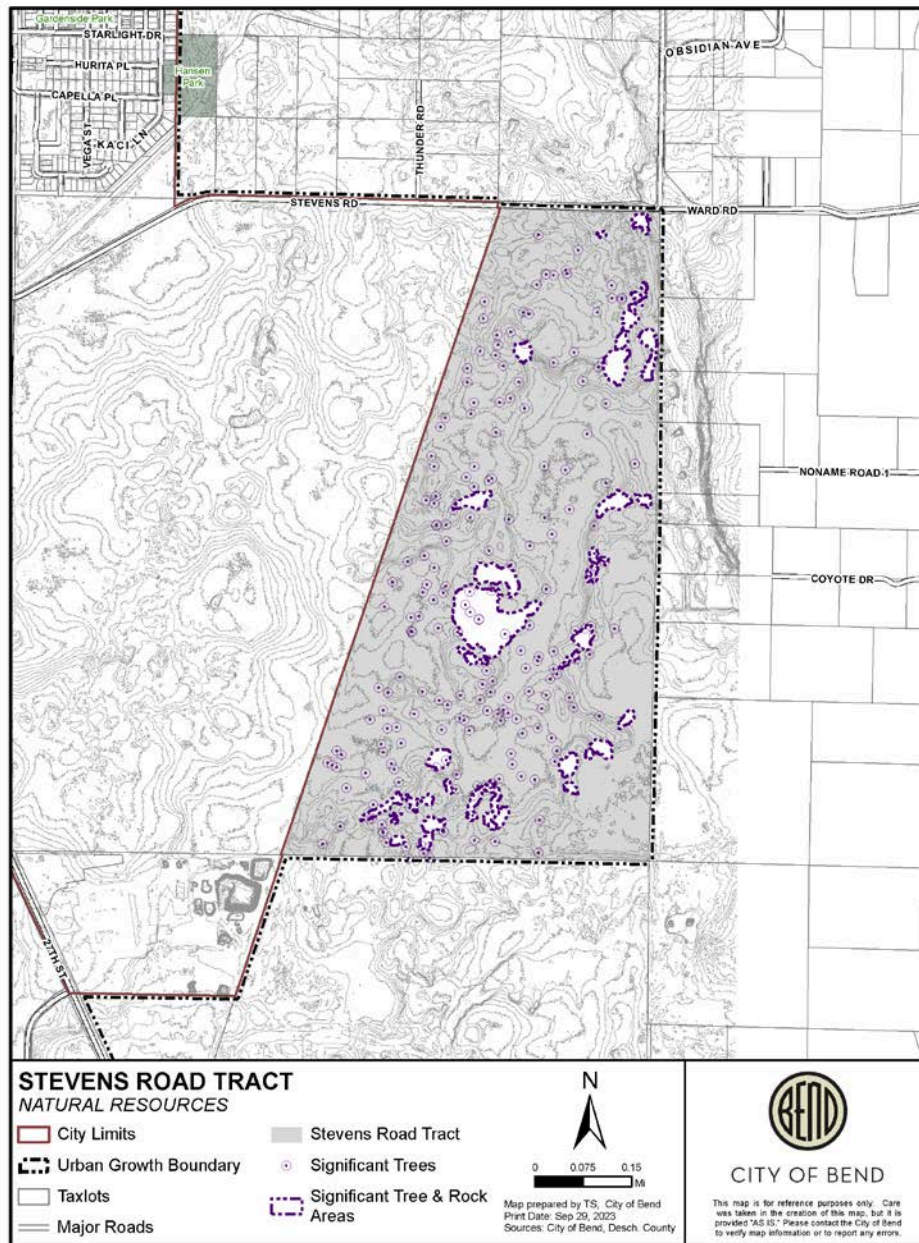 Gardenside Park
STARLIGHT DR
HURITA PL
CAPELLA PL
VEGA ST
KACI LN
Hansen
Park
THUNDER RD
OBSIDIAN AVE
STEVENS RD
WARD RD
NONAME ROAD 1
COYOTE DR
27TH ST
STEVENS ROAD TRACT
NATURAL RESOURCES
City Limits
Urban Growth Boundary
Taxlots
Major Roads
Stevens Road Tract
Significant Trees
Significant Tree & Rock
Areas
N
0 0.075 0.15
Mi
Map prepared by TS, City of Bend
Print Date: Sep 29, 2023
Sources: City of Bend, Desch. County
BEND
CITY OF BEND
This map is for reference purposes only. Care
was taken in the creation of this map, but it is
provided "AS IS." Please contact the City of Bend
to verify map information or to report any errors.